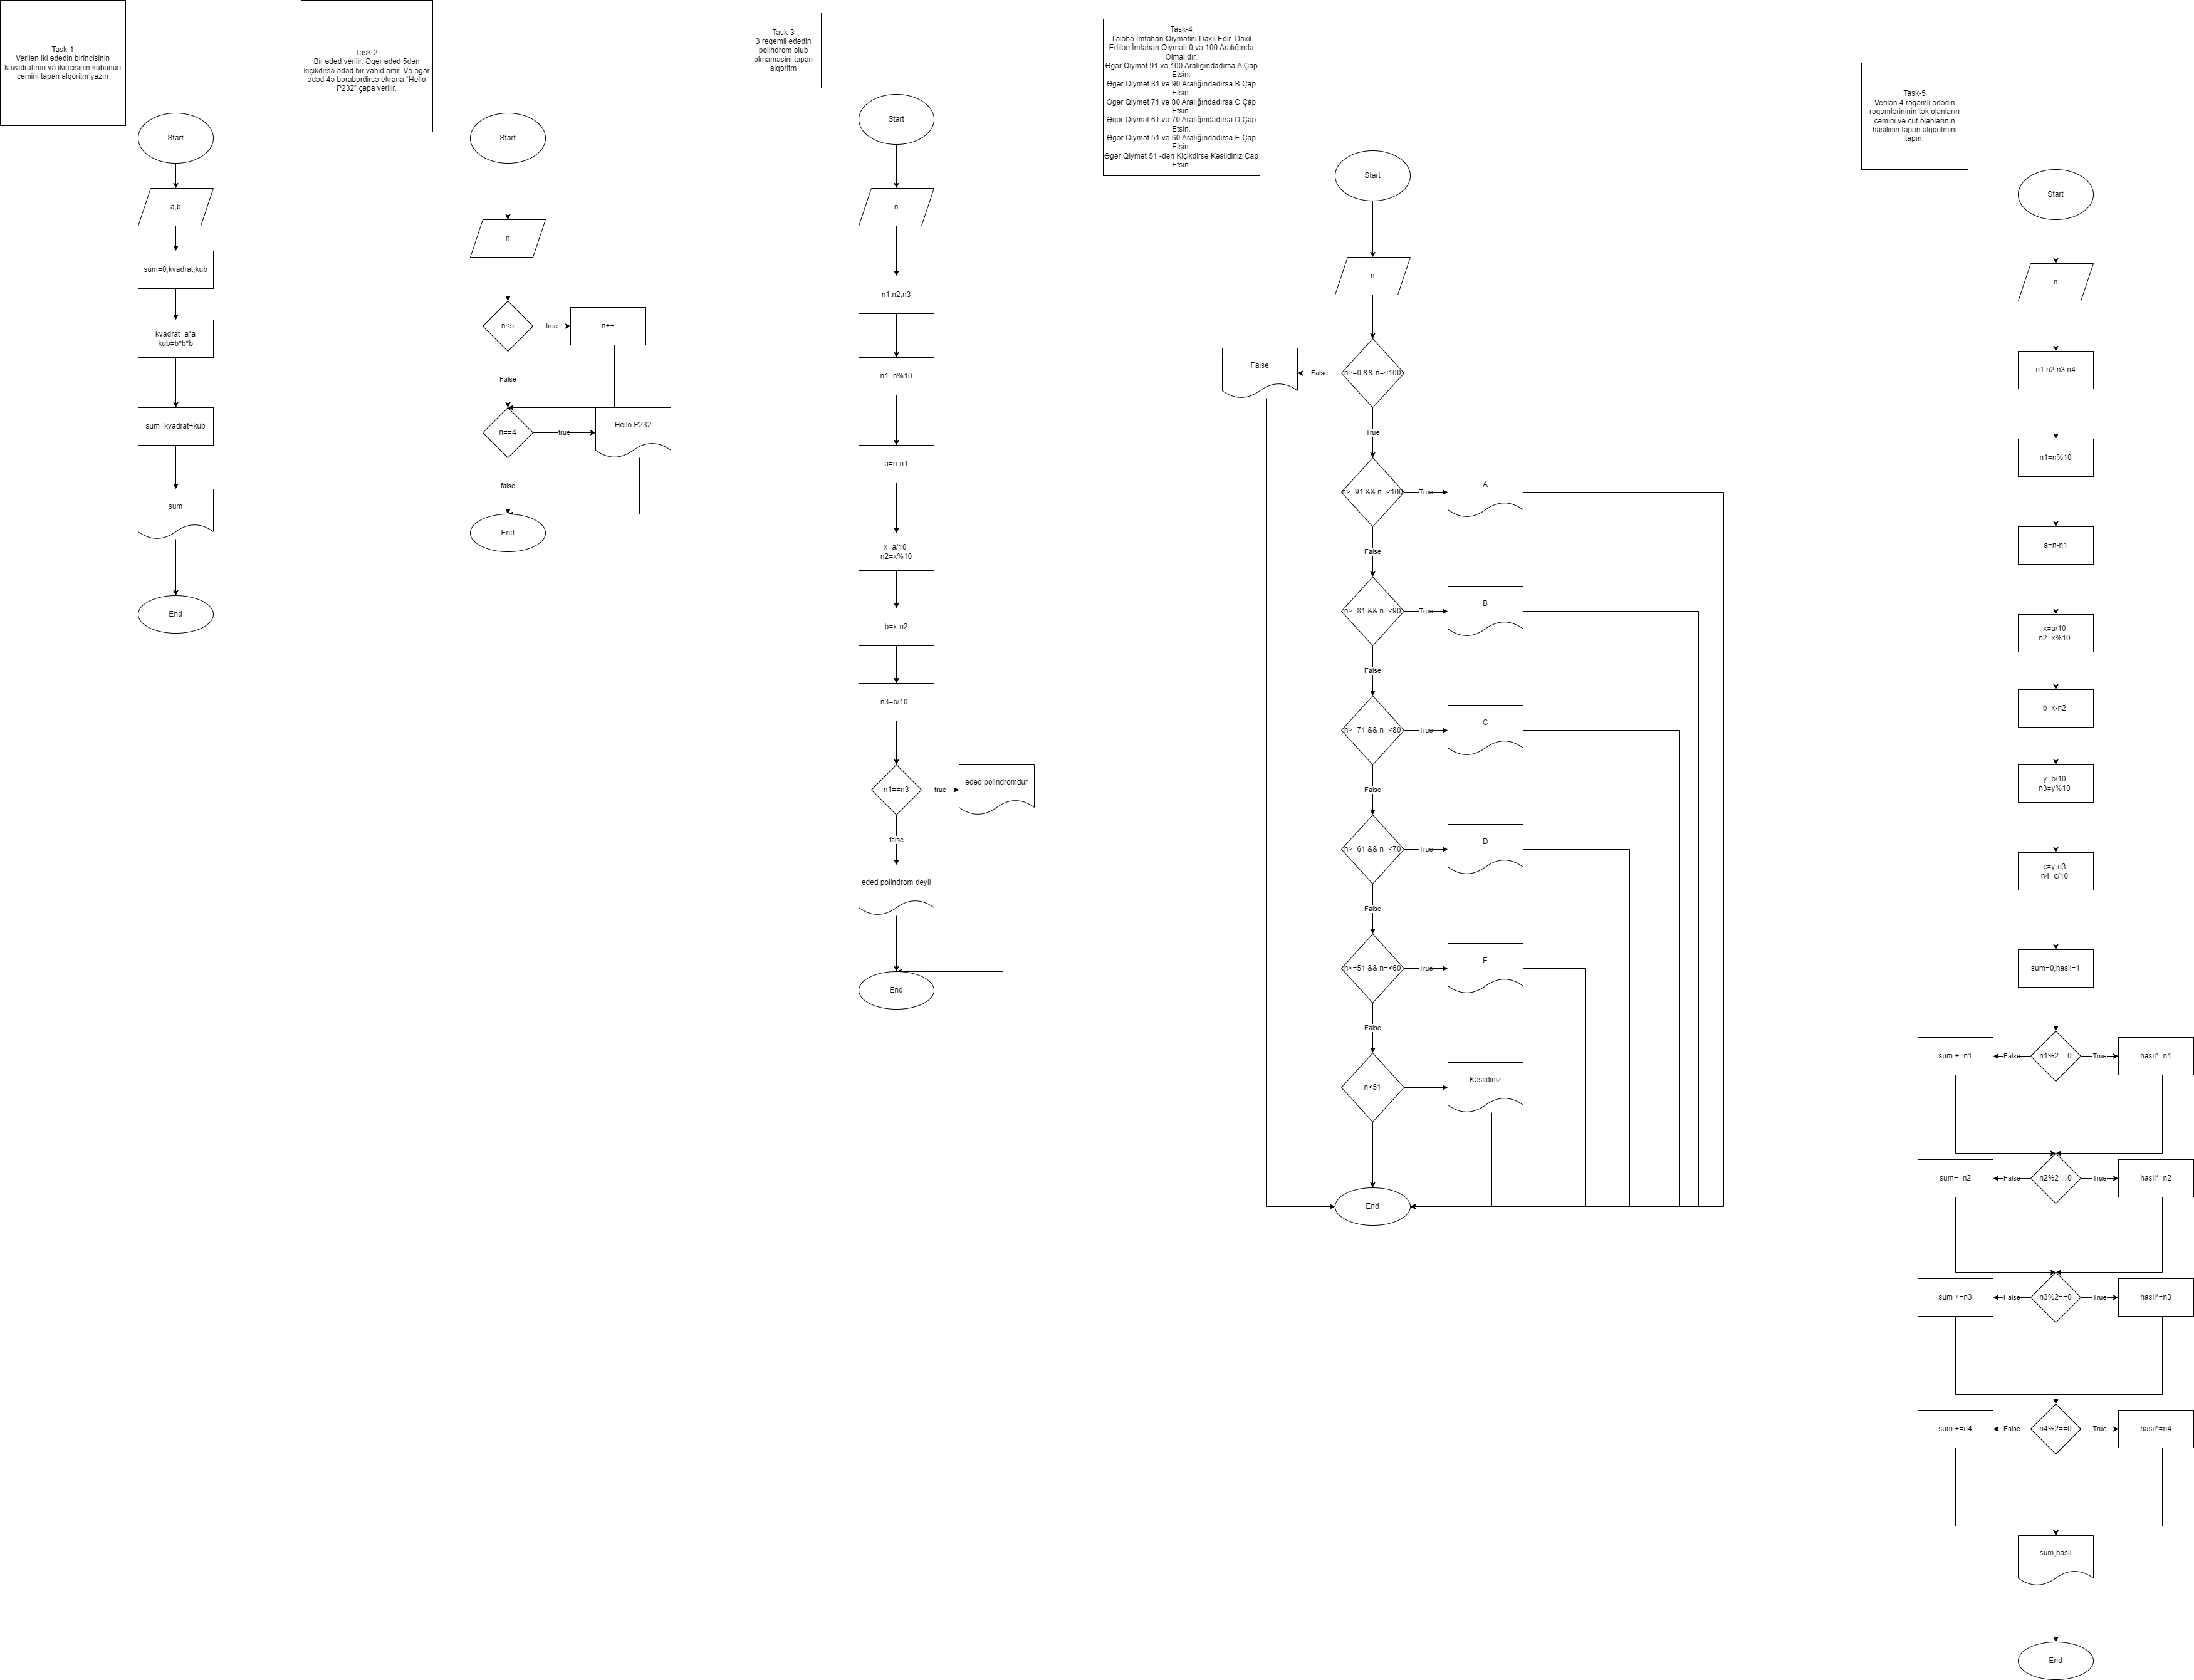 Task-1
Verilən iki ədədin birincisinin
kavadratının və ikincisinin kubunun
cəmini tapan algoritm yazın
Start
a,b
sum=0,kvadrat,kub
kvadrat=a*a
kub=b*b*b
sum=kvadrat+kub
sum
End
Task-2
Bir ədəd verilir. Əgər ədəd 5dən
kiçikdirsə ədəd bir vahid artır. Və əgər
ədəd 4ə bərabərdirsə ekrana "Hello
P232" çapa verilir.
Start
n
n<5
true
n++
False
n==4
true
Hello P232
false
End
Task-3
3 reqemli ededin
polindrom olub
olmamasini tapan
alqoritm
Start
n
n1,n2,n3
n1=n%10
a=n-n1
x=a/10
n2=x%10
b=x-n2
n3=b/10
n1==n3
true
eded polindromdur
false
eded polindrom deyil
End
Task-4
Tələbə İmtahan Qiymətini Daxil Edir. Daxil
Edilən İmtahan Qiyməti 0 və 100 Aralığında
Olmalıdır.
Əgər Qiymət 91 və 100 Aralığındadırsa A Çap
Etsin.
Əgər Qiymət 81 və 90 Aralığındadırsa B Çap
Etsin.
Əgər Qiymət 71 və 80 Aralığındadırsa C Çap
Etsin.
Əgər Qiymət 61 və 70 Aralığındadırsa D Çap
Etsin.
Əgər Qiymət 51 və 60 Aralığındadırsa E Çap
Etsin.
Əgər Qiymət 51 -dən Kiçikdirsə Kəsildiniz Çap
Etsin.
Start
n
n>=0 && n=<100
False
False
True
n>=91 && n=<100
True
A
False
n>=81 && n=<90
True
B
False
n>=71 && n=<80
True
C
False
n>=61 && n=<70
True
D
False
n>=51 && n=<60
True
E
False
n<51
Kəsildiniz
End
Task-5
Verilən 4 rəqəmli ədədin
rəqəmlərininin tək olanların
cəmini və cüt olanlarının
hasilinin tapan alqoritmini
tapın.
Start
n
n1,n2,n3,n4
n1=n%10
a=n-n1
x=a/10
n2=x%10
b=x-n2
y=b/10
n3=y%10
c=y-n3
n4=c/10
sum=0,hasil=1
sum +=n1
False
n1%2==0
True
hasil*=n1
sum+=n2
False
n2%2==0
True
hasil*=n2
sum +=n3
False
n3%2==0
True
hasil*=n3
sum +=n4
False
n4%2==0
True
hasil*=n4
sum,hasil
End